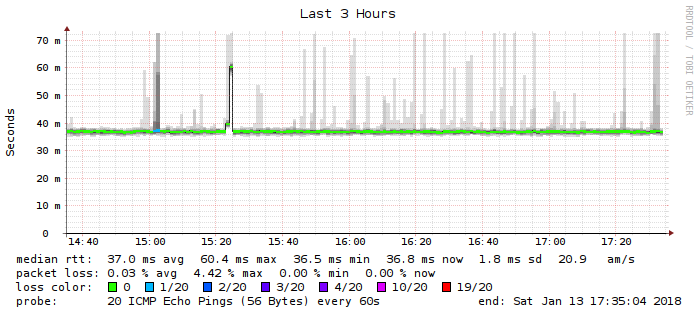 Last 3 Hours
RRDTOOL / TOBI OETIKER
Seconds
70 m
60 m
50 m
40 m
30 m
20 m
10 m
0
14:40 15:00 15:20 15:40 16:00 16:20 16:40 17:00 17:20
median rtt: 37.0 ms avg 60.4 ms max 36.5 ms min 36.8 ms now 1.8 ms sd 20.9 am/s
packet loss: 0.03 % avg 4.42 % max 0.00 % min 0.00 % now
loss color: 0 1/20 2/20 3/20 4/20 10/20 19/20
probe: 20 ICMP Echo Pings (56 Bytes) every 60s end: Sat Jan 13 17:35:04 2018